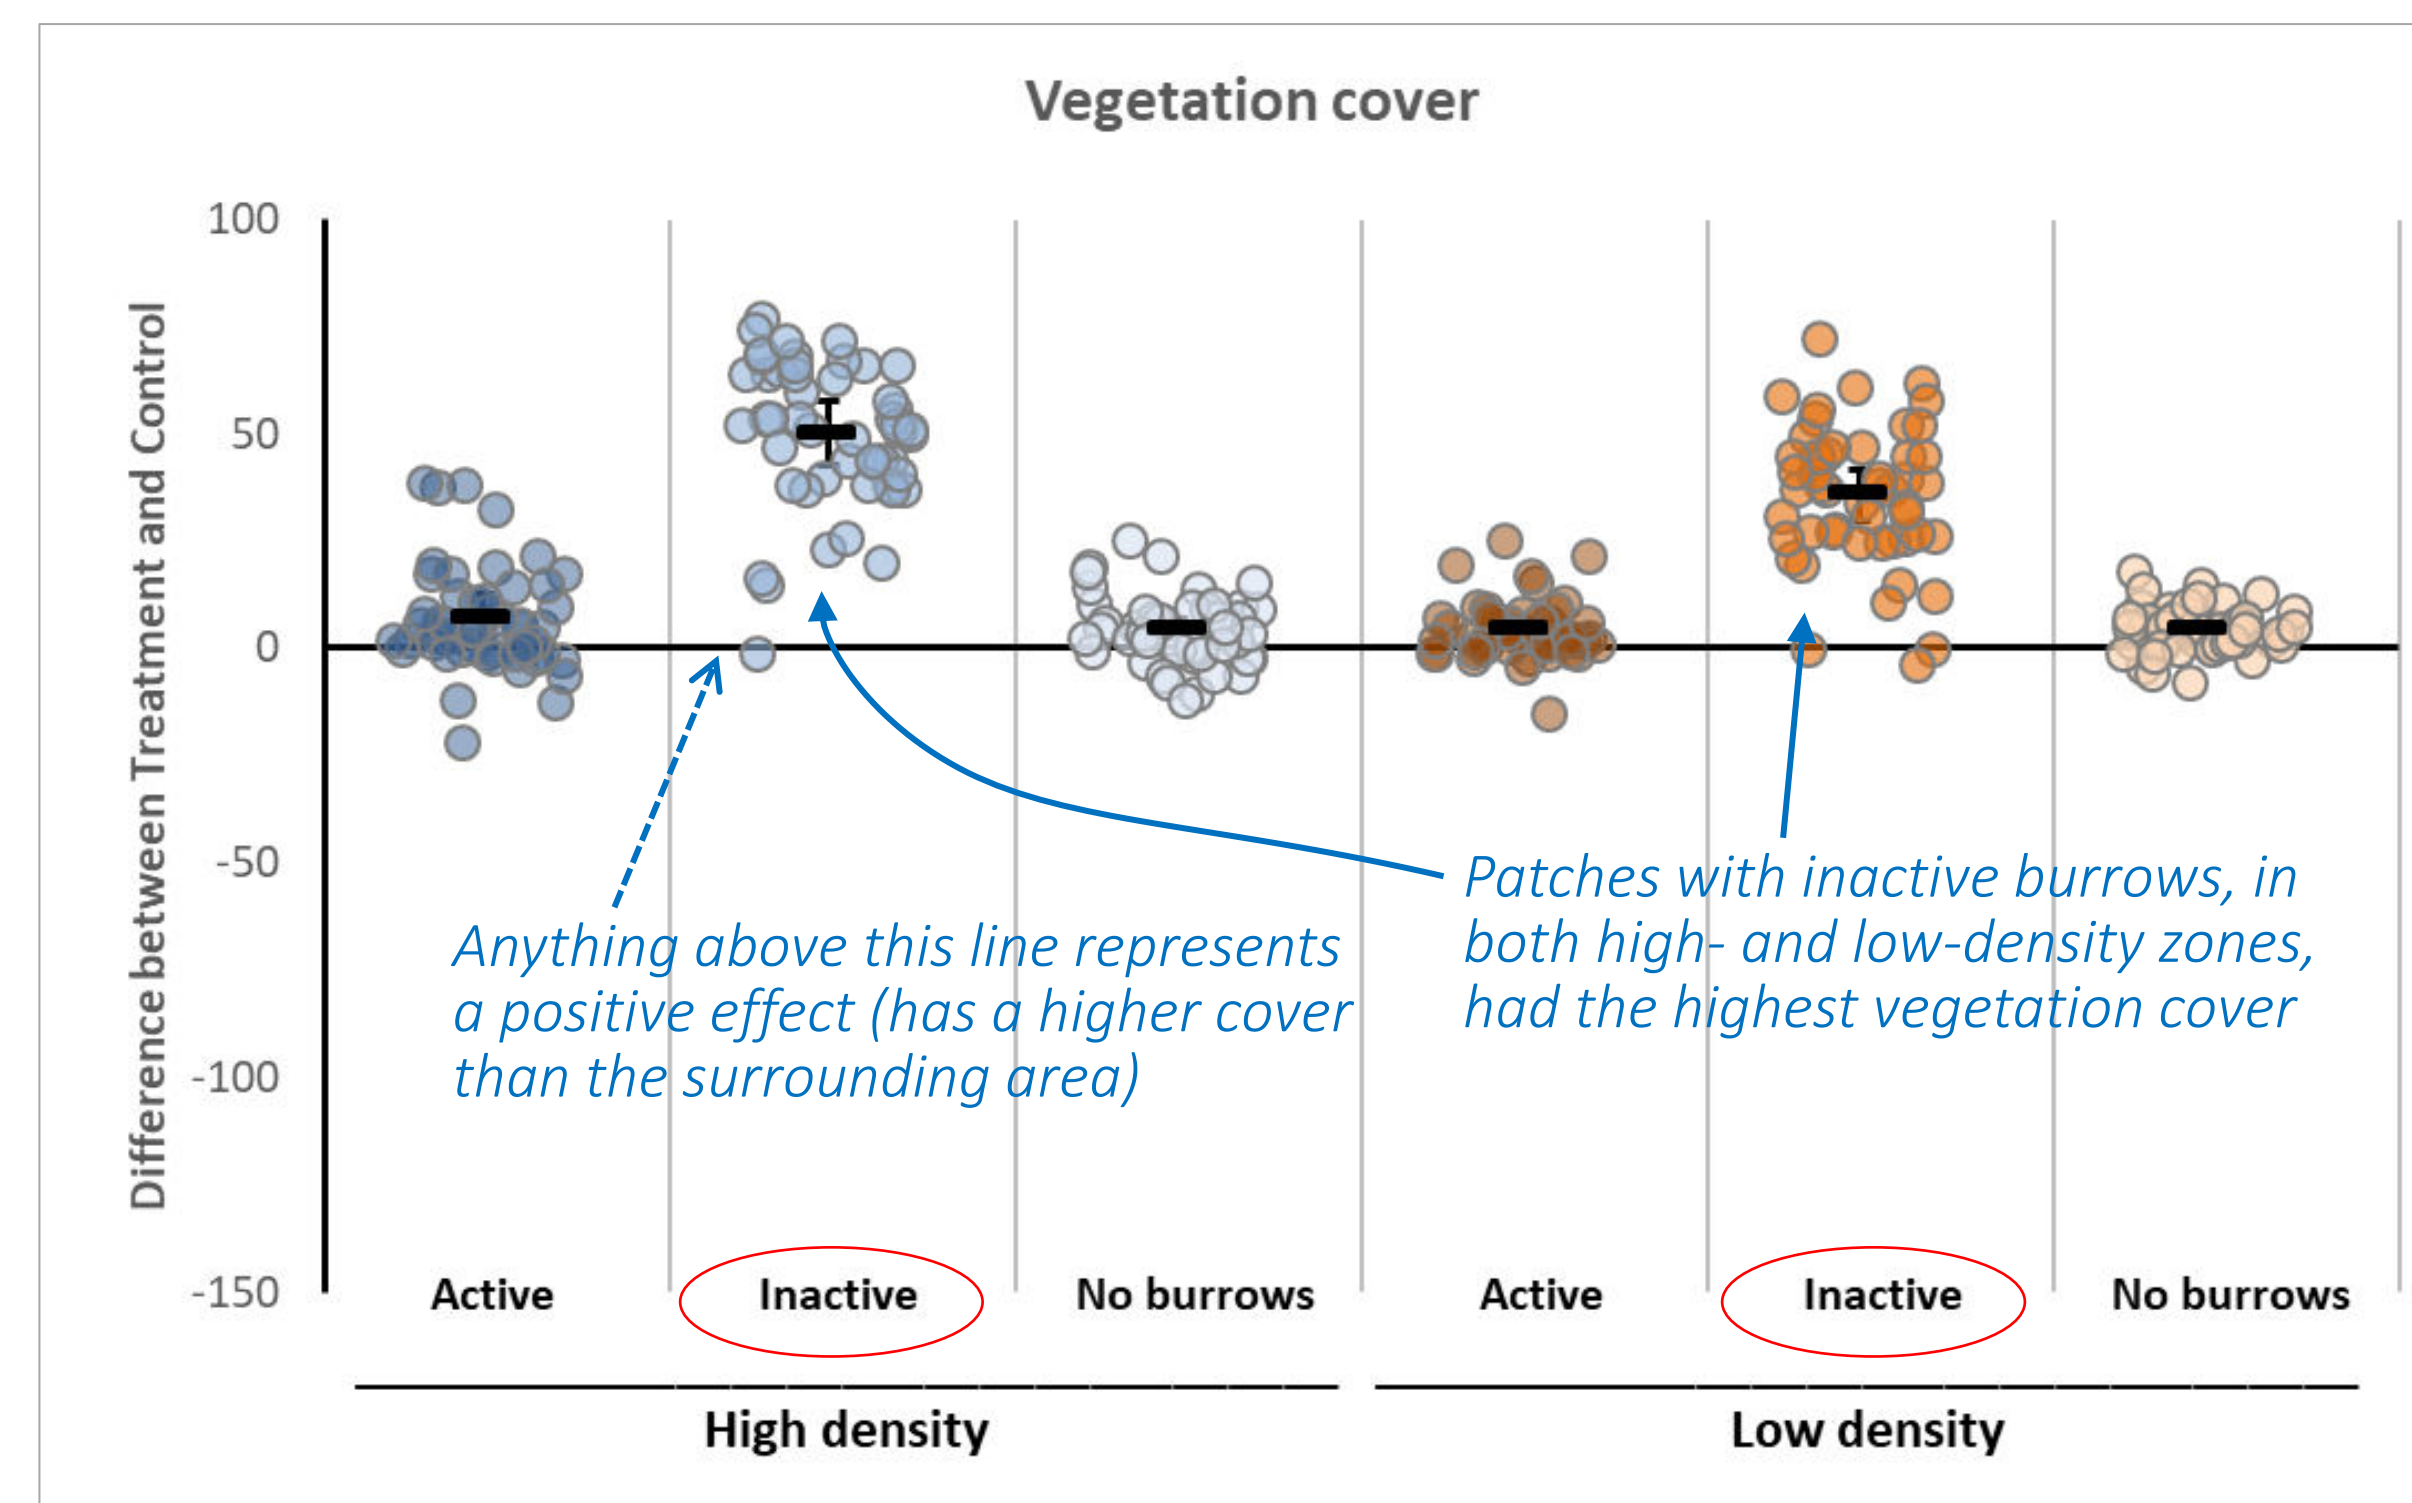 Vegetation cover
Difference between Treatment and Control
100
50
0
-50
-100
-150
Anything above this line represents
a positive effect (has a higher cover
than the surrounding area)
Patches with inactive burrows, in
both high- and low-density zones,
had the highest vegetation cover
Active
Inactive
No burrows
Active
Inactive
No burrows
High density
Low density